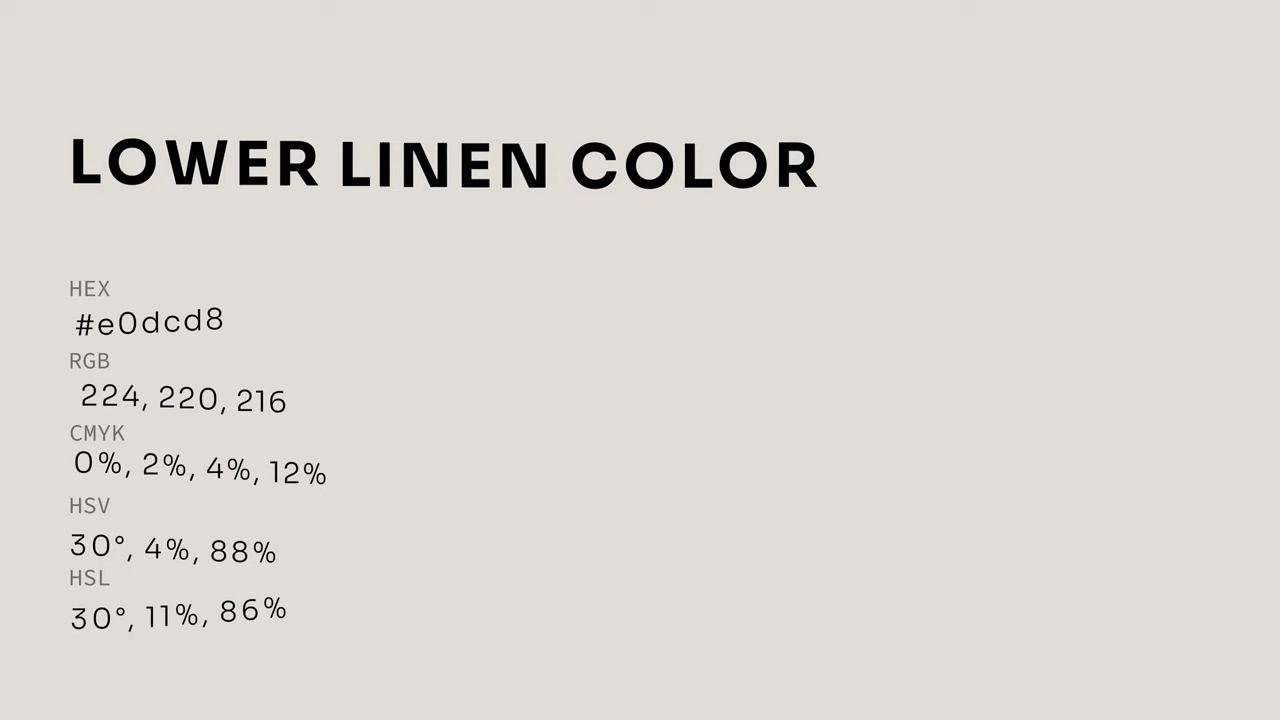 LOWER LINEN COLOR
HEX
#e0dcd8
RGB
224, 220, 216
CMYK
0%, 2%, 4%, 12%
HSV
30°, 4%, 88%
HSL
30°, 11%, 86%